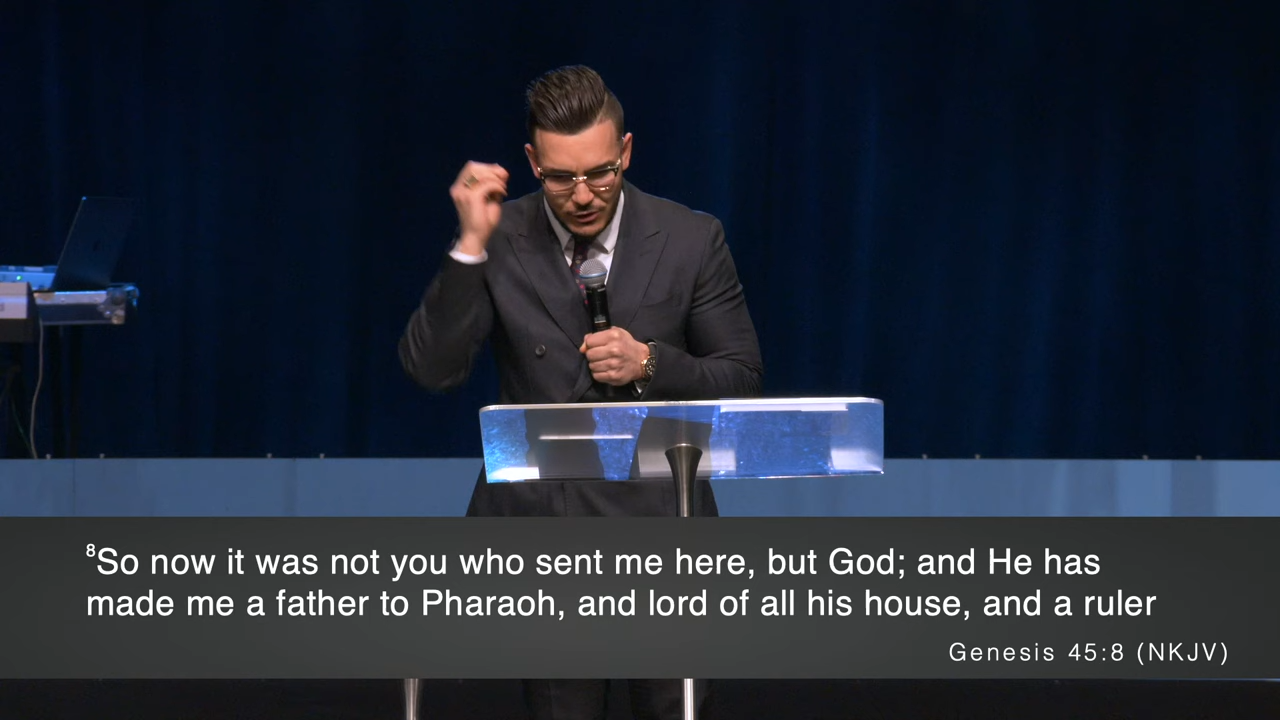 ⁸So now it was not you who sent me here, but God; and He has
made me a father to Pharaoh, and lord of all his house, and a ruler
Genesis 45:8 (NKJV)